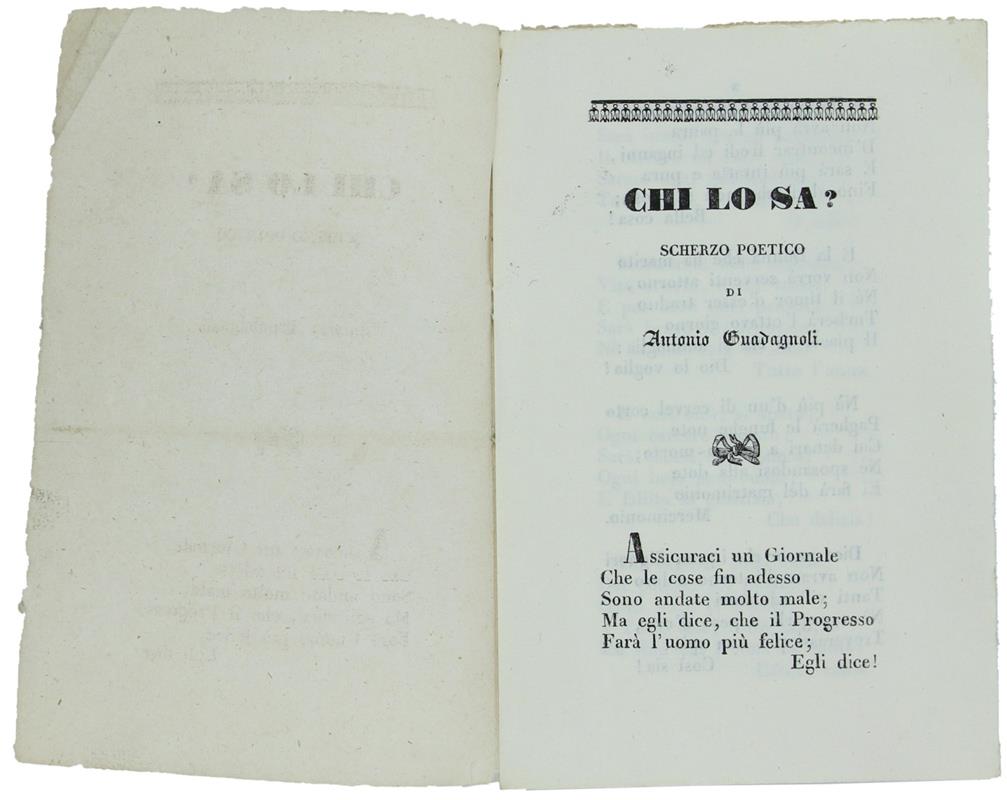 CHI LO SA?
SCHERZO POETICO
DI
Antonio Guadagnoli.
Assicuraci un Giornale
Che le cose fin adesso
Sono andate molto male;
Ma egli dice, che il Progresso
Farà l'uomo più felice;
Egli dice!